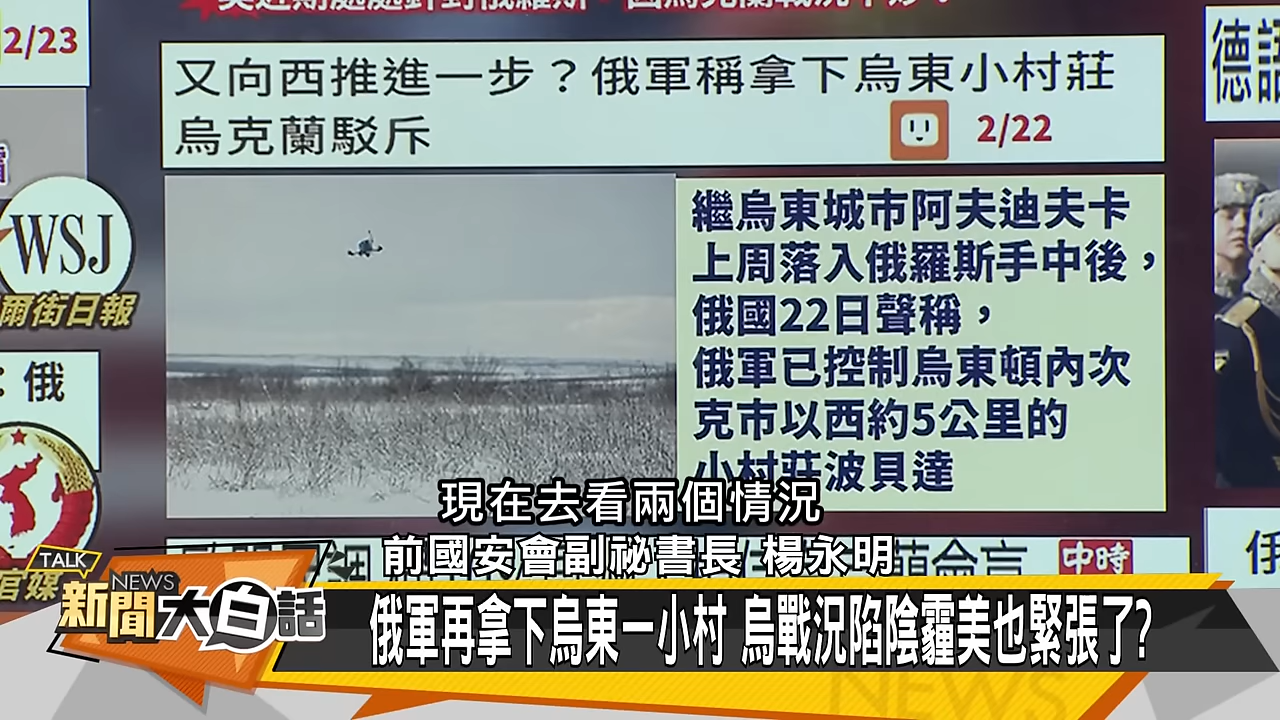 2/23
又向西推進一步？俄軍稱拿下烏東小村莊
烏克蘭駁斥
2/22
WSJ
爾街日報
：俄
官媒
繼烏東城市阿夫迪夫卡
上周落入俄羅斯手中後，
俄國22日聲稱，
俄軍已控制烏東頓內次
克市以西約5公里的
小村莊波貝達
德語
俄
中時
現在去看兩個情況
前國安會副祕書長 楊永明
TALK
NEWS
新聞大白話
俄軍再拿下烏東一小村 烏戰況陷陰霾美也緊張了?
NEWS